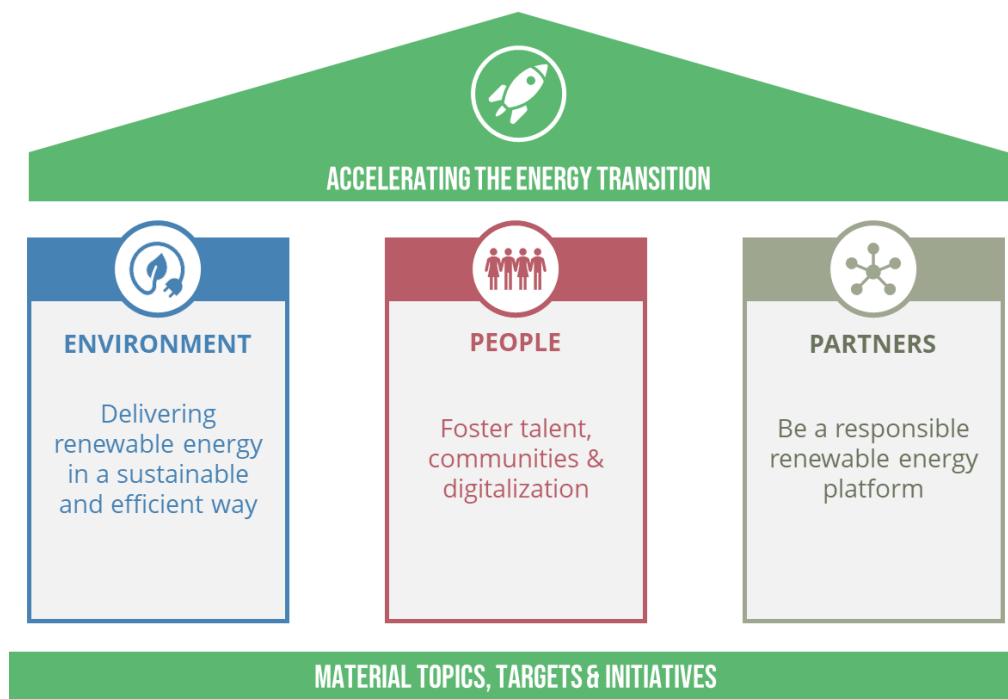 ACCELERATING THE ENERGY TRANSITION
ENVIRONMENT
Delivering
renewable energy
in a sustainable
and efficient way
PEOPLE
Foster talent,
communities &
digitalization
PARTNERS
Be a responsible
renewable energy
platform
MATERIAL TOPICS, TARGETS & INITIATIVES